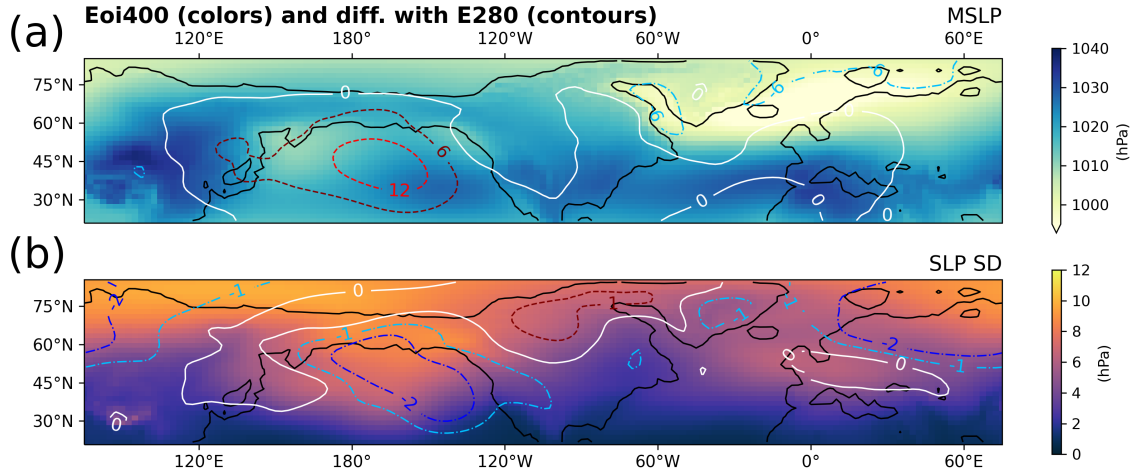 Eoi400 (colors) and diff. with E280 (contours)
MSLP
(a)
120°E 180° 120°W 60°W 0° 60°E
75°N
60°N
45°N
30°N
0 0 0 0 0 0
6 12
-6 -6 -6 0
1040
1030
1020
1010
1000
(hPa)
(b)
SLP SD
75°N
60°N
45°N
30°N
-2 -1 0 -1 1 -1 -1
-2 -1
0 0
-2
0
120°E 180° 120°W 60°W 0° 60°E
12
10
8
6
4
2
0
(hPa)